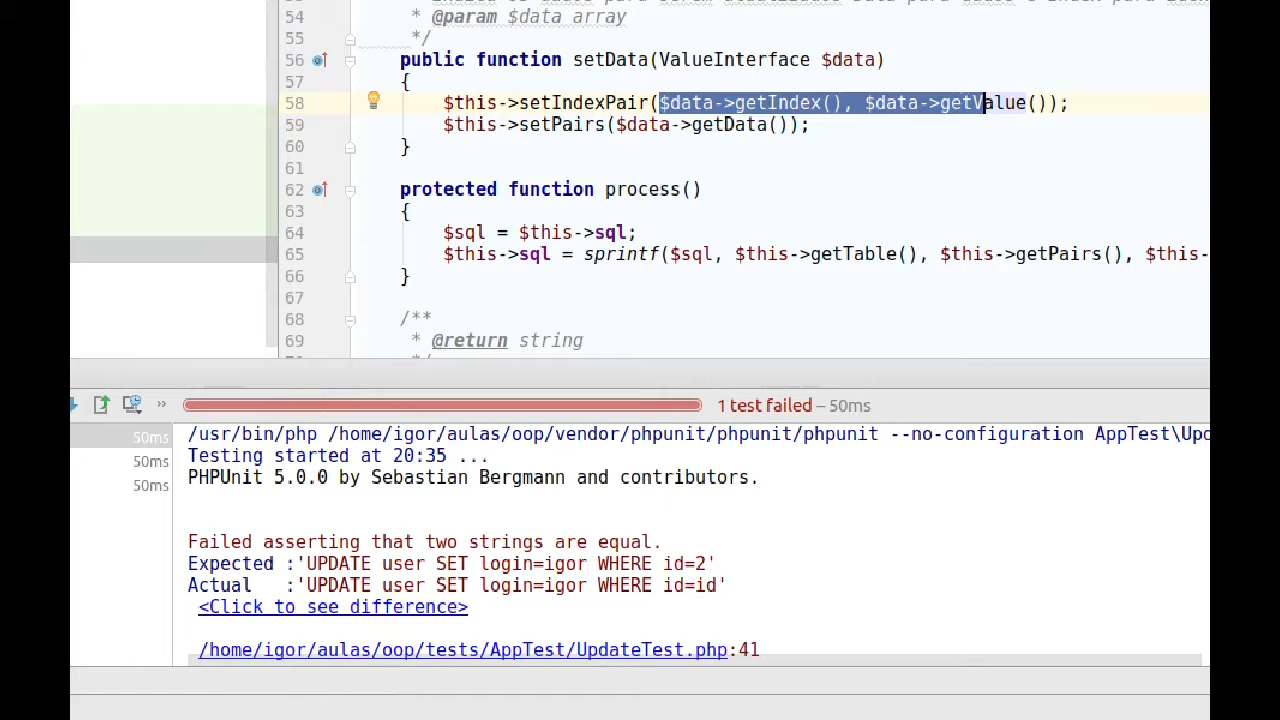 54 * @param $data array
55 */
56 public function setData(ValueInterface $data)
57 {
58 $this->setIndexPair($data->getIndex(), $data->getValue());
59 $this->setPairs($data->getData());
60 }
61
62 protected function process()
63 {
64 $sql = $this->sql;
65 $this->sql = sprintf($sql, $this->getTable(), $this->getPairs(), $this-
66 }
67
68 /**
69 * @return string
1 test failed – 50ms
50ms /usr/bin/php /home/igor/aulas/oop/vendor/phpunit/phpunit/phpunit --no-configuration AppTest\Upd
50ms Testing started at 20:35 ...
50ms PHPUnit 5.0.0 by Sebastian Bergmann and contributors.
Failed asserting that two strings are equal.
Expected :'UPDATE user SET login=igor WHERE id=2'
Actual :'UPDATE user SET login=igor WHERE id=id'
<Click to see difference>
/home/igor/aulas/oop/tests/AppTest/UpdateTest.php:41